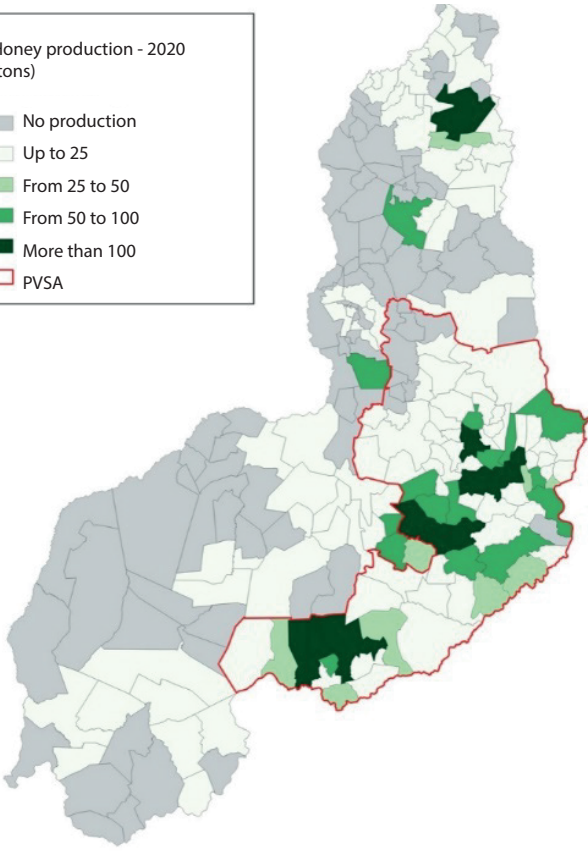 Honey production - 2020
tons)
No production
Up to 25
From 25 to 50
From 50 to 100
More than 100
PVSA